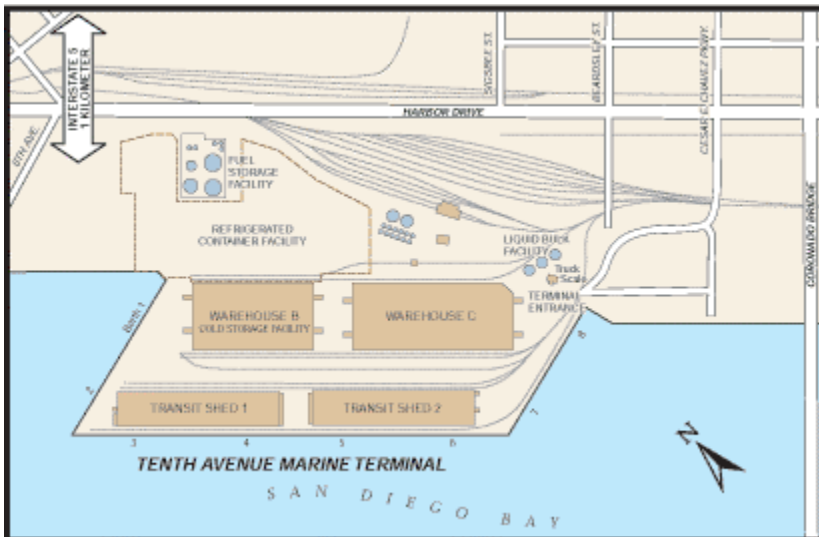 INTERSTATE 5
1 KILOMETER
8TH AVE.
SIGSBEE ST.
BEARDSLEY ST.
CESAR E. CHAVEZ PKWY.
HARBOR DRIVE
CORONADO BRIDGE
FUEL
STORAGE
FACILITY
REFRIGERATED
CONTAINER FACILITY
LIQUID BULK
FACILITY
Truck
Scale
TERMINAL
ENTRANCE
WAREHOUSE B
COLD STORAGE FACILITY
WAREHOUSE C
Berth 1
2
TRANSIT SHED 1
TRANSIT SHED 2
3
4
5
6
7
8
N
TENTH AVENUE MARINE TERMINAL
SAN DIEGO BAY